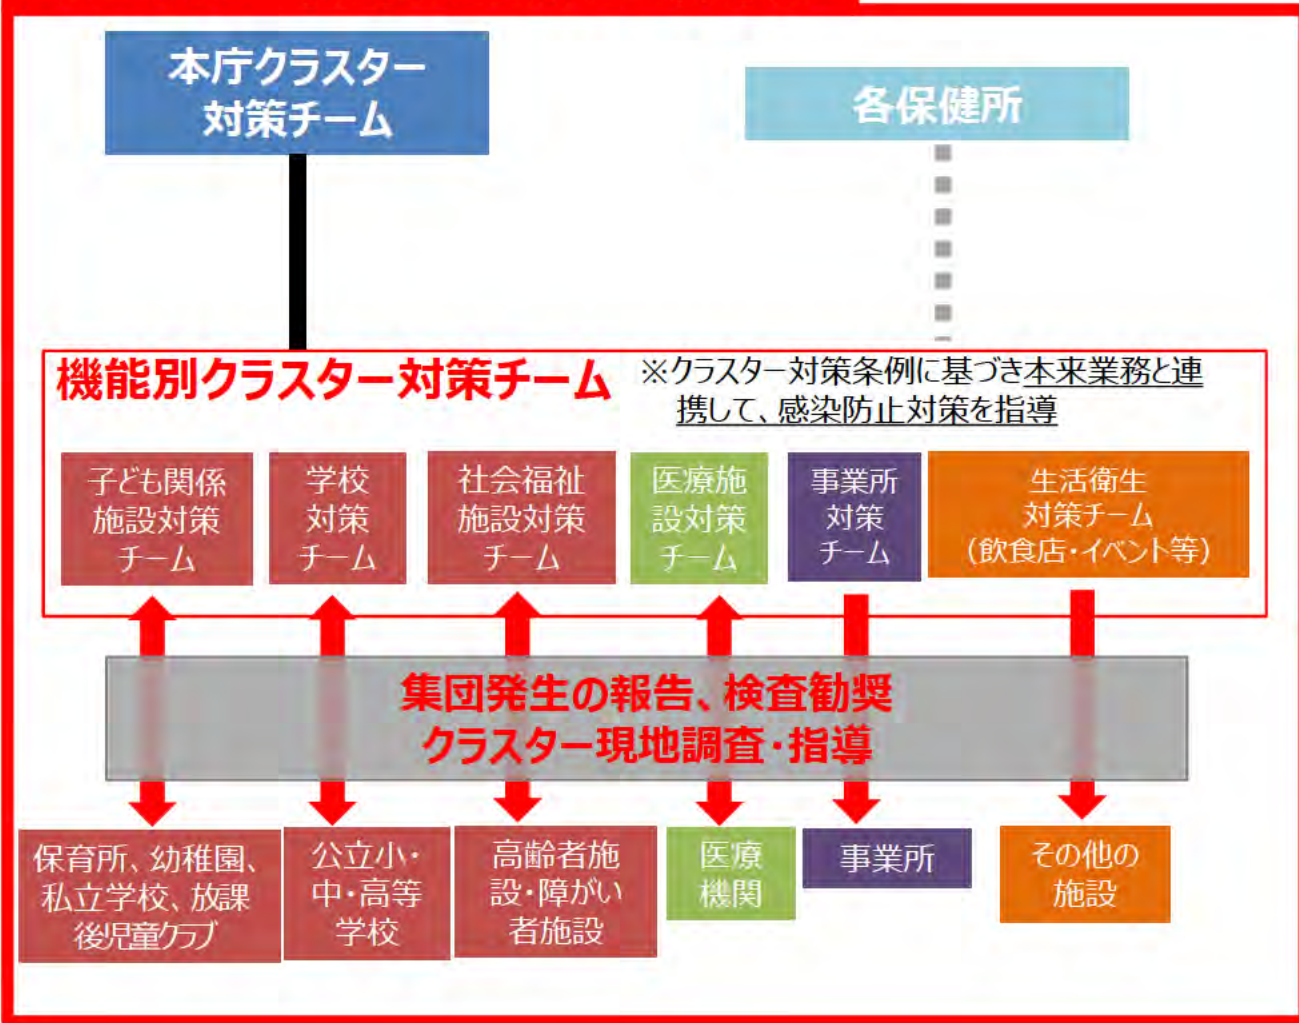 本庁クラスター
対策チーム
各保健所
機能別クラスター対策チーム
※クラスター対策条例に基づき本来業務と連
携して、感染防止対策を指導
子ども関係
施設対策
チーム
学校
対策
チーム
社会福祉
施設対策
チーム
医療施
設対策
チーム
事業所
対策
チーム
生活衛生
対策チーム
(飲食店・イベント等)
集団発生の報告、検査勧奨
クラスター現地調査・指導
保育所、幼稚園、
私立学校、放課
後児童クラブ
公立小・
中・高等
学校
高齢者施
設・障がい
者施設
医療
機関
事業所
その他の
施設